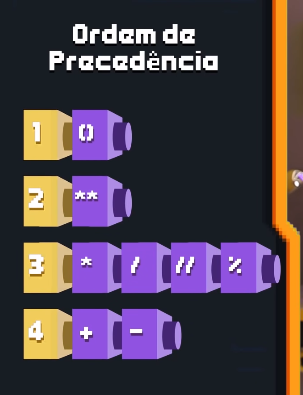 Ordem de
Precedência
1 ()
2 **
3 * / // %
4 + -